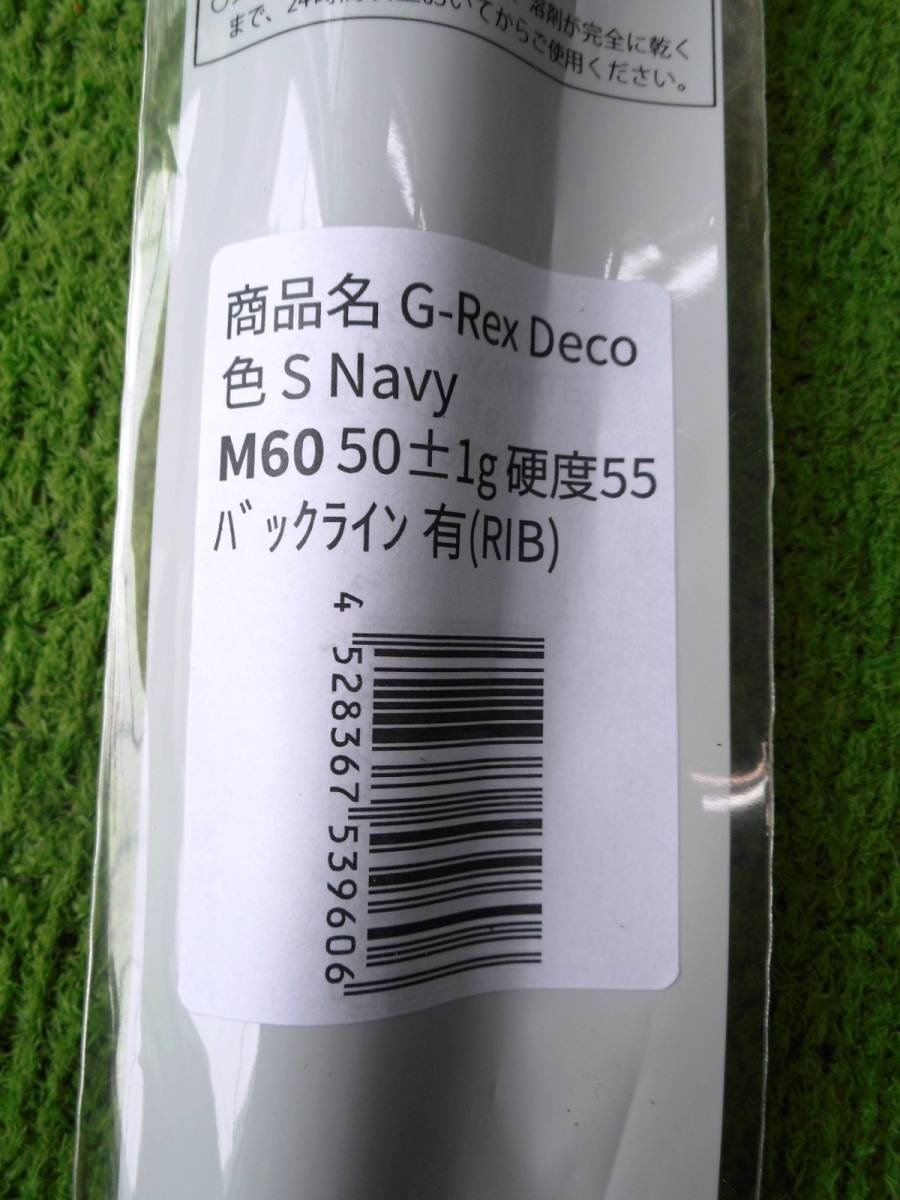 溶剤が完全に乾く
まで、24時間以上おいてからご使用ください。
商品名 G-Rex Deco
色 S Navy
M60 50±1g 硬度55
バックライン 有(RIB)
4 528367 539606